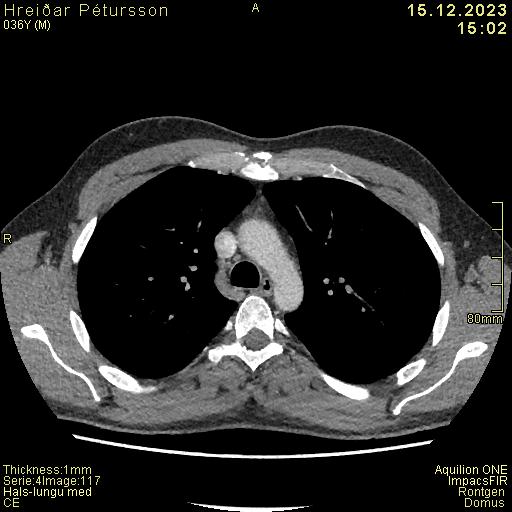 Hreiðar Pétursson
036Y (M)
A
15.12.2023
15:02
R
80mm
Thickness:1mm
Serie:4Image:117
Hals-lungu med
CE
Aquilion ONE
ImpacsFIR
Rontgen
Domus